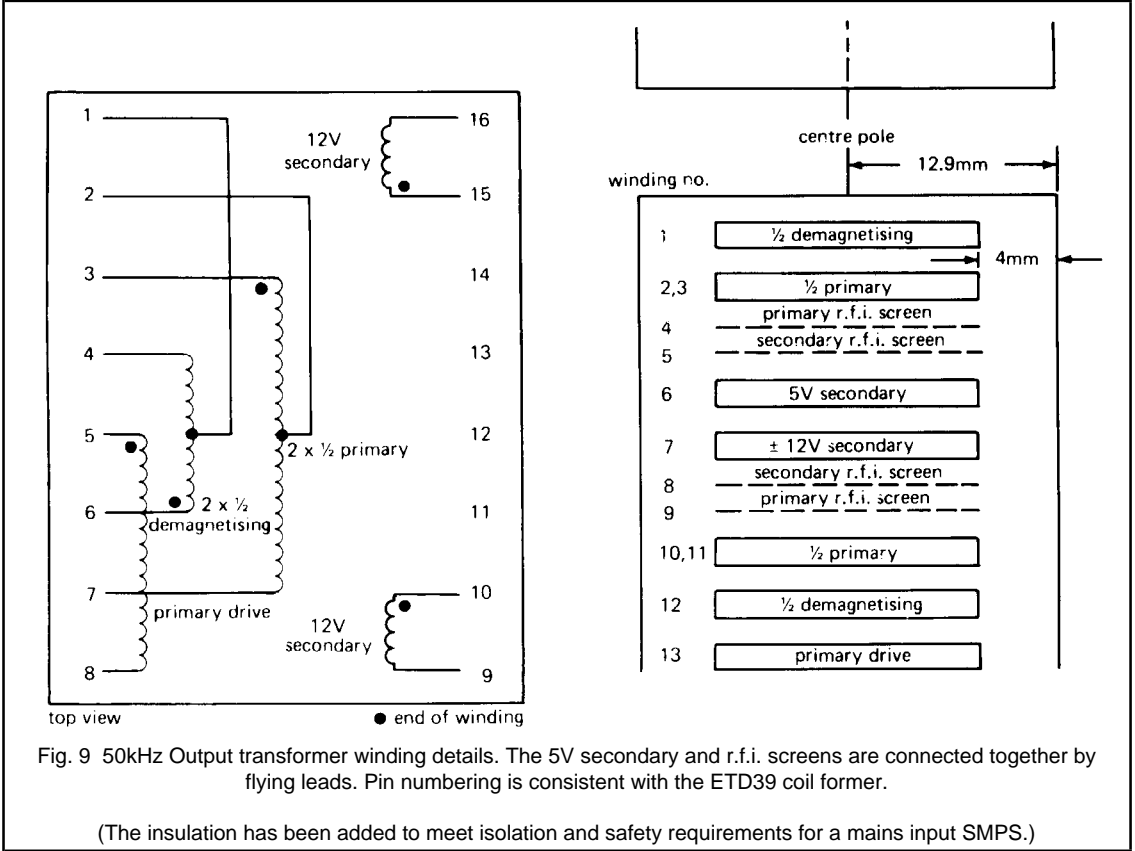 1
2
3
4
5
6
7
8
12V
secondary
16
15
14
13
12
11
10
9
2 x ½ primary
2 x ½
demagnetising
primary drive
12V
secondary
top view
● end of winding
centre pole
12.9mm
winding no.
1 ½ demagnetising
4mm
2,3 ½ primary
primary r.f.i. screen
4
secondary r.f.i. screen
5
6 5V secondary
7 ± 12V secondary
secondary r.f.i. screen
8
primary r.f.i. screen
9
10,11 ½ primary
12 ½ demagnetising
13 primary drive
Fig. 9 50kHz Output transformer winding details. The 5V secondary and r.f.i. screens are connected together by
flying leads. Pin numbering is consistent with the ETD39 coil former.
(The insulation has been added to meet isolation and safety requirements for a mains input SMPS.)